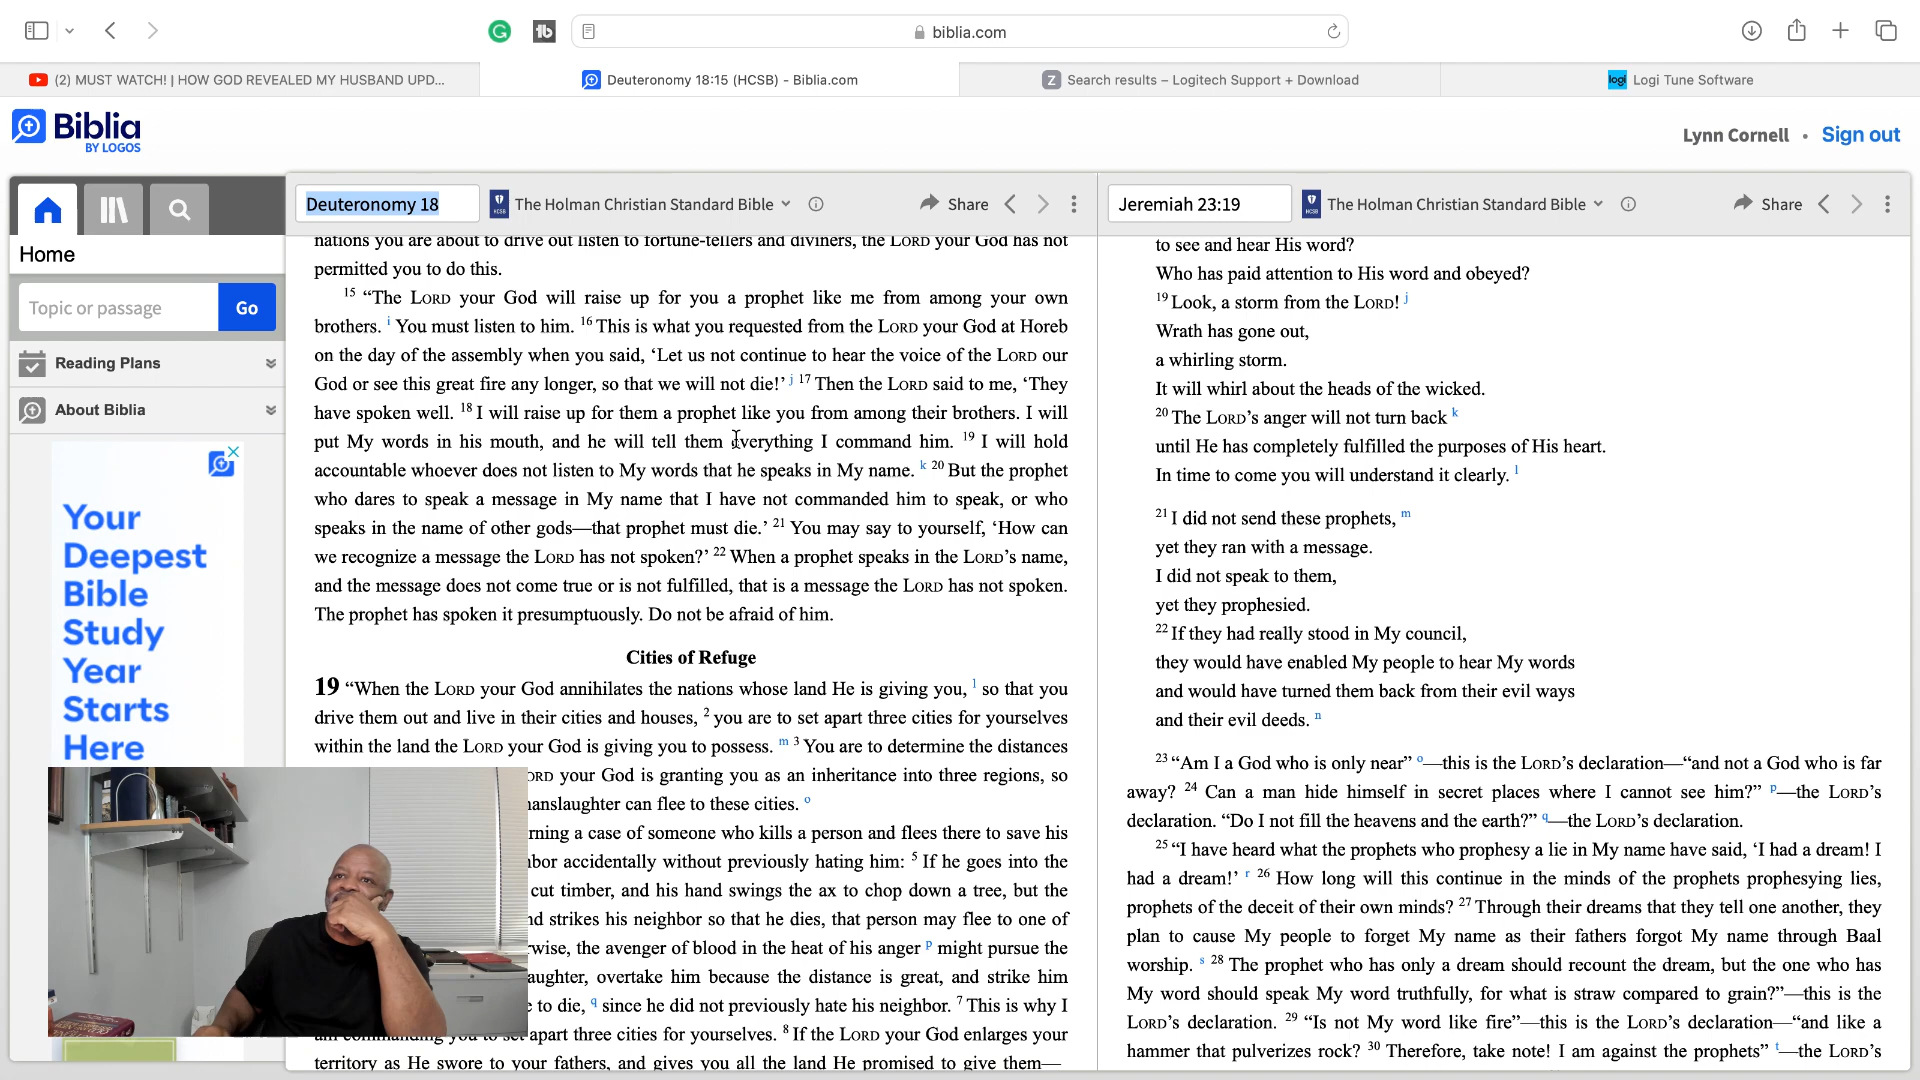 biblia.com
(2) MUST WATCH! | HOW GOD REVEALED MY HUSBAND UPD...
Deuteronomy 18:15 (HCSB) - Biblia.com
Search results – Logitech Support + Download
logi Logi Tune Software
Biblia
BY LOGOS
Lynn Cornell • Sign out
Deuteronomy 18
The Holman Christian Standard Bible
Share
Jeremiah 23:19
The Holman Christian Standard Bible
Share
Home
Topic or passage
Go
Reading Plans
About Biblia
Your
Deepest
Bible
Study
Year
Starts
Here
nations you are about to drive out listen to fortune-tellers and diviners, the LORD your God has not
permitted you to do this.
15 “The LORD your God will raise up for you a prophet like me from among your own
brothers. i You must listen to him. 16 This is what you requested from the LORD your God at Horeb
on the day of the assembly when you said, ‘Let us not continue to hear the voice of the LORD our
God or see this great fire any longer, so that we will not die!’ j 17 Then the LORD said to me, ‘They
have spoken well. 18 I will raise up for them a prophet like you from among their brothers. I will
put My words in his mouth, and he will tell them everything I command him. 19 I will hold
accountable whoever does not listen to My words that he speaks in My name. k 20 But the prophet
who dares to speak a message in My name that I have not commanded him to speak, or who
speaks in the name of other gods—that prophet must die.’ 21 You may say to yourself, ‘How can
we recognize a message the LORD has not spoken?’ 22 When a prophet speaks in the LORD’s name,
and the message does not come true or is not fulfilled, that is a message the LORD has not spoken.
The prophet has spoken it presumptuously. Do not be afraid of him.
Cities of Refuge
19 “When the LORD your God annihilates the nations whose land He is giving you, l so that you
drive them out and live in their cities and houses, 2 you are to set apart three cities for yourselves
within the land the LORD your God is giving you to possess. m 3 You are to determine the distances
ORD your God is granting you as an inheritance into three regions, so
anslaughter can flee to these cities. o
rning a case of someone who kills a person and flees there to save his
bor accidentally without previously hating him: 5 If he goes into the
cut timber, and his hand swings the ax to chop down a tree, but the
d strikes his neighbor so that he dies, that person may flee to one of
rwise, the avenger of blood in the heat of his anger p might pursue the
aughter, overtake him because the distance is great, and strike him
e to die, q since he did not previously hate his neighbor. 7 This is why I
am commanding you to set apart three cities for yourselves. 8 If the LORD your God enlarges your
territory as He swore to your fathers, and gives you all the land He promised to give them—
to see and hear His word?
Who has paid attention to His word and obeyed?
19 Look, a storm from the LORD! j
Wrath has gone out,
a whirling storm.
It will whirl about the heads of the wicked.
20 The LORD’s anger will not turn back k
until He has completely fulfilled the purposes of His heart.
In time to come you will understand it clearly. l
21 I did not send these prophets, m
yet they ran with a message.
I did not speak to them,
yet they prophesied.
22 If they had really stood in My council,
they would have enabled My people to hear My words
and would have turned them back from their evil ways
and their evil deeds. n
23 “Am I a God who is only near” o—this is the LORD’s declaration—“and not a God who is far
away? 24 Can a man hide himself in secret places where I cannot see him?” p—the LORD’s
declaration. “Do I not fill the heavens and the earth?” q—the LORD’s declaration.
25 “I have heard what the prophets who prophesy a lie in My name have said, ‘I had a dream! I
had a dream!’ r 26 How long will this continue in the minds of the prophets prophesying lies,
prophets of the deceit of their own minds? 27 Through their dreams that they tell one another, they
plan to cause My people to forget My name as their fathers forgot My name through Baal
worship. s 28 The prophet who has only a dream should recount the dream, but the one who has
My word should speak My word truthfully, for what is straw compared to grain?”—this is the
LORD’s declaration. 29 “Is not My word like fire”—this is the LORD’s declaration—“and like a
hammer that pulverizes rock? 30 Therefore, take note! I am against the prophets” t—the LORD’s